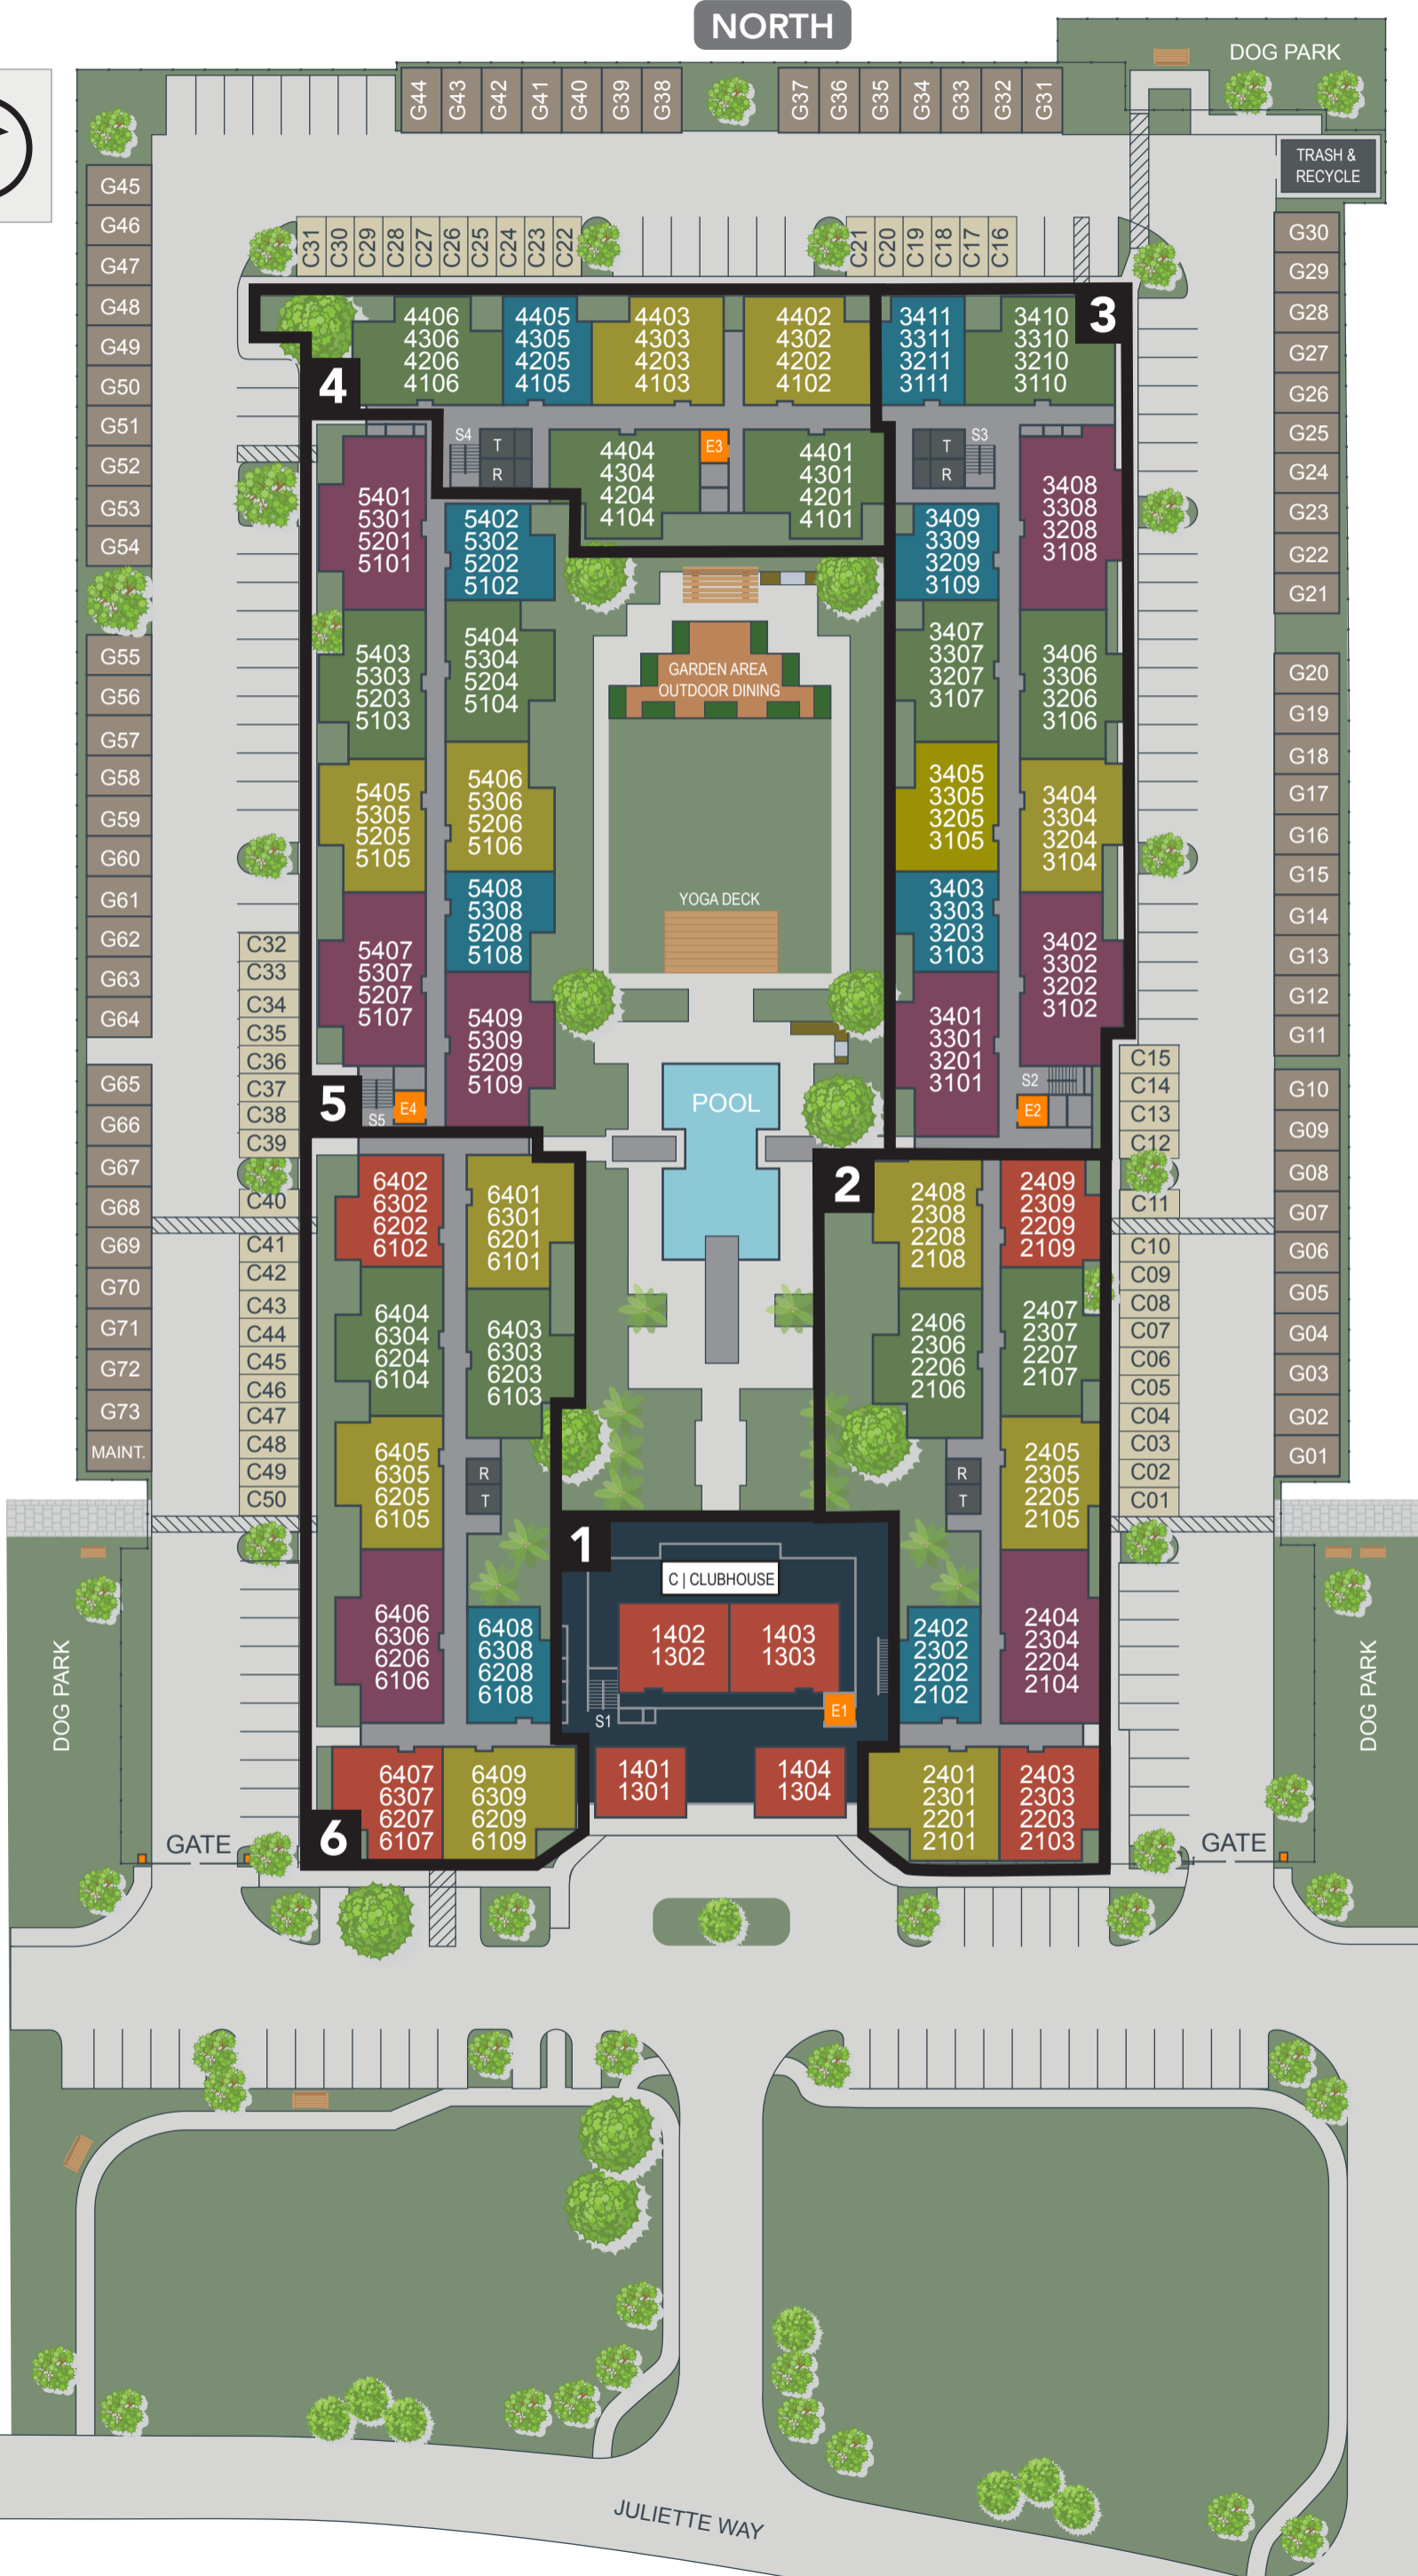 NORTH
DOG PARK
TRASH &
RECYCLE
G44
G43
G42
G41
G40
G39
G38
G37
G36
G35
G34
G33
G32
G31
G45
G46
G47
G48
G49
G50
G51
G52
G53
G54
G55
G56
G57
G58
G59
G60
G61
G62
G63
G64
G65
G66
G67
G68
G69
G70
G71
G72
G73
MAINT.
C31
C30
C29
C28
C27
C26
C25
C24
C23
C22
C21
C20
C19
C18
C17
C16
G30
G29
G28
G27
G26
G25
G24
G23
G22
G21
G20
G19
G18
G17
G16
G15
G14
G13
G12
G11
G10
G09
G08
G07
G06
G05
G04
G03
G02
G01
4
4406
4306
4206
4106
4405
4305
4205
4105
4403
4303
4203
4103
4402
4302
4202
4102
S4
T
R
4404
4304
4204
4104
E3
4401
4301
4201
4101
3
3411
3311
3211
3111
3410
3310
3210
3110
T
R
S3
3409
3309
3209
3109
3408
3308
3208
3108
3407
3307
3207
3107
3406
3306
3206
3106
3405
3305
3205
3105
3404
3304
3204
3104
3403
3303
3203
3103
3402
3302
3202
3102
3401
3301
3201
3101
S2
E2
5401
5301
5201
5101
5402
5302
5202
5102
5403
5303
5203
5103
5404
5304
5204
5104
5405
5305
5205
5105
5406
5306
5206
5106
5407
5307
5207
5107
5408
5308
5208
5108
5409
5309
5209
5109
5
S5
E4
GARDEN AREA
OUTDOOR DINING
YOGA DECK
POOL
C32
C33
C34
C35
C36
C37
C38
C39
C40
C41
C42
C43
C44
C45
C46
C47
C48
C49
C50
C15
C14
C13
C12
C11
C10
C09
C08
C07
C06
C05
C04
C03
C02
C01
6402
6302
6202
6102
6401
6301
6201
6101
6404
6304
6204
6104
6403
6303
6203
6103
6405
6305
6205
6105
R
T
6406
6306
6206
6106
6408
6308
6208
6108
6407
6307
6207
6107
6409
6309
6209
6109
6
2
2408
2308
2208
2108
2409
2309
2209
2109
2406
2306
2206
2106
2407
2307
2207
2107
R
T
2405
2305
2205
2105
2402
2302
2202
2102
2404
2304
2204
2104
2401
2301
2201
2101
2403
2303
2203
2103
1
C | CLUBHOUSE
1402
1302
1403
1303
S1
E1
1401
1301
1404
1304
DOG PARK
DOG PARK
GATE
GATE
JULIETTE WAY